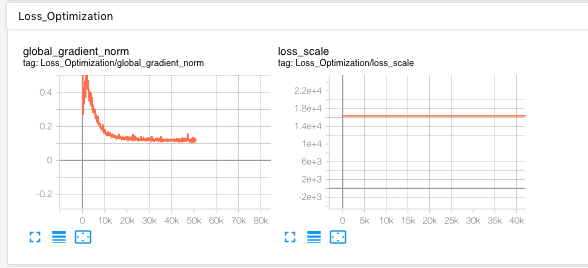 Loss_Optimization
global_gradient_norm
tag: Loss_Optimization/global_gradient_norm
0.4
0.2
0
-0.2
0 10k 20k 30k 40k 50k 60k 70k 80k
loss_scale
tag: Loss_Optimization/loss_scale
2.2e+4
1.8e+4
1.4e+4
1e+4
6e+3
2e+3
-2e+3
0 5k 10k 15k 20k 25k 30k 35k 40k